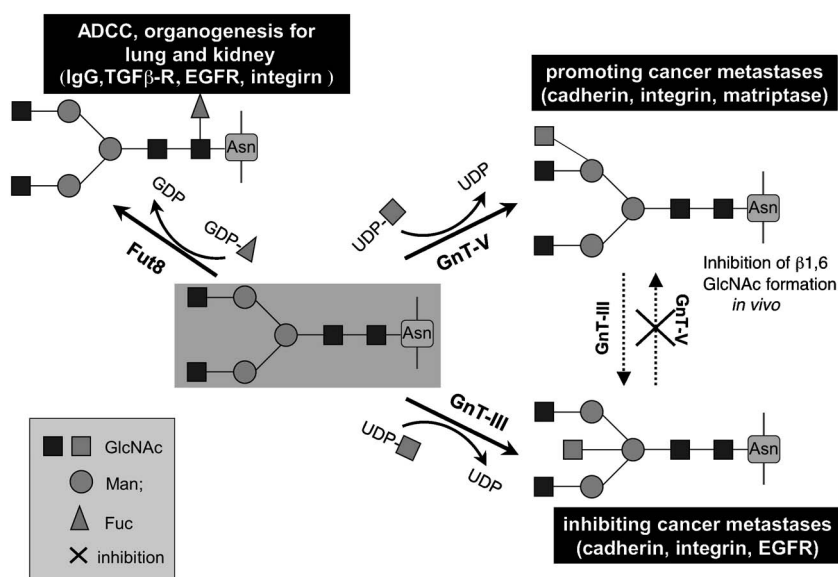 ADCC, organogenesis for
lung and kidney
(IgG,TGFβ-R, EGFR, integirn )
promoting cancer metastases
(cadherin, integrin, matriptase)
Asn
Asn
GDP
GDP-
Fut8
UDP-
UDP
GnT-V
Inhibition of β1,6
GlcNAc formation
in vivo
GnT-III
GnT-V
Asn
GnT-III
UDP-
UDP
Asn
GlcNAc
Man;
Fuc
inhibition
inhibiting cancer metastases
(cadherin, integrin, EGFR)